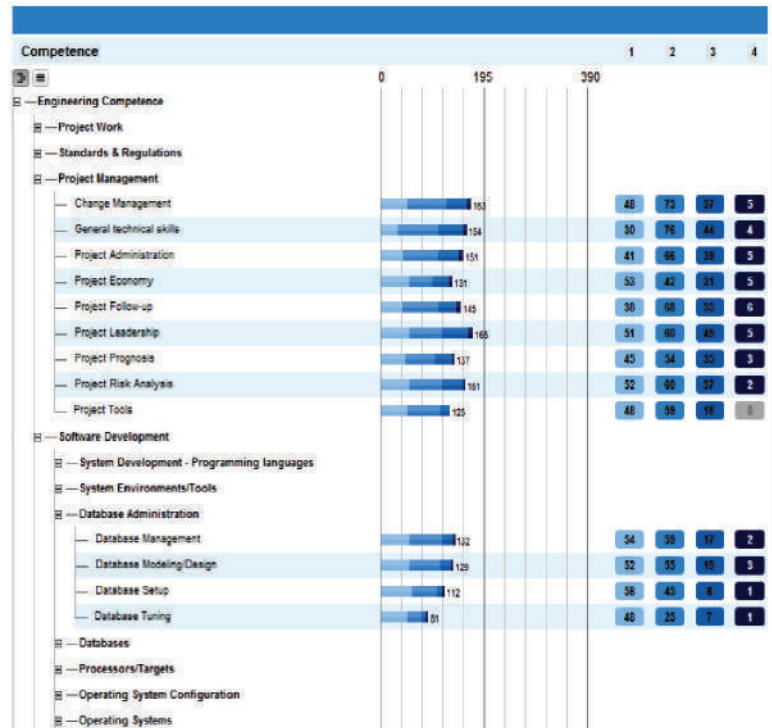 Competence 1 2 3 4
0 195 390
Engineering Competence
Project Work
Standards & Regulations
Project Management
Change Management 163 48 73 37 5
General technical skills 154 30 76 44 4
Project Administration 151 41 66 39 5
Project Economy 131 53 42 31 5
Project Follow-up 145 38 68 33 6
Project Leadership 165 51 60 49 5
Project Prognosis 137 45 54 35 3
Project Risk Analysis 52 60 37 2
Project Tools 125 48 59 18 0
Software Development
System Development - Programming languages
System Environments/Tools
Database Administration
Database Management 132 54 17 2
Database Modeling/Design 129 52 55 19 3
Database Setup 112 58 45 8 1
Database Tuning 81 48 25 7 1
Databases
Processors/Targets
Operating System Configuration
Operating Systems